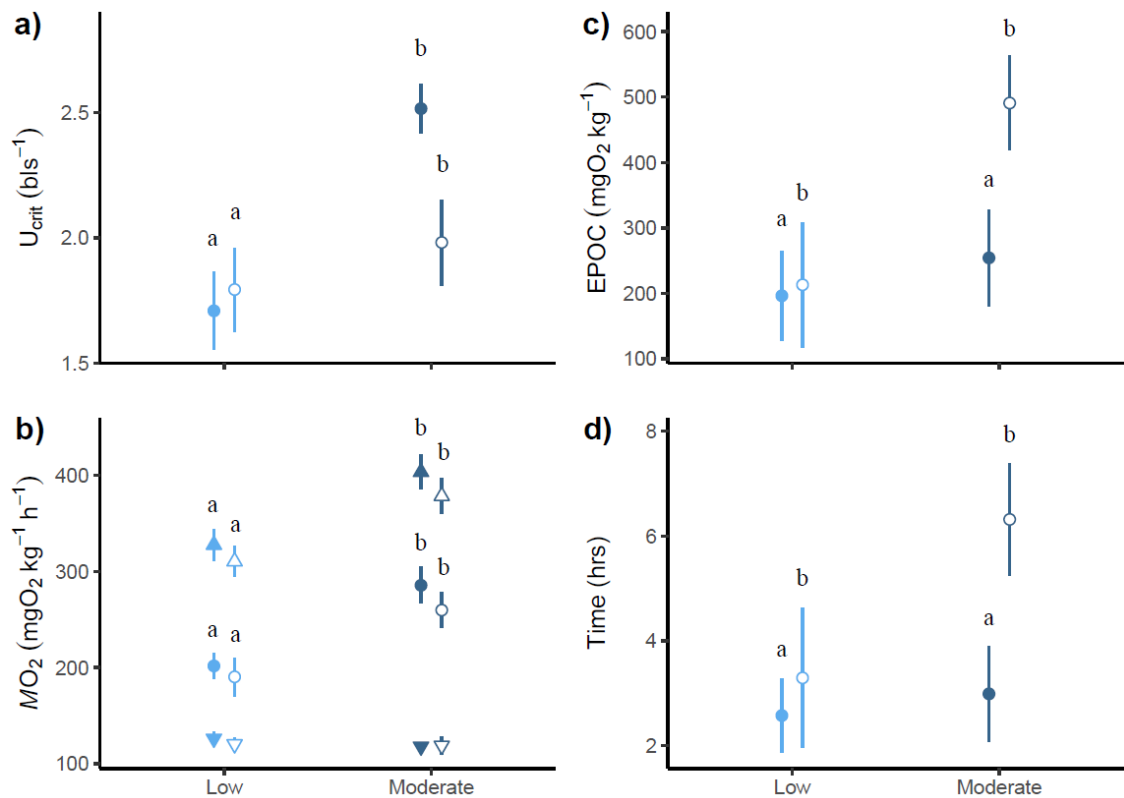 a)
U_crit (bls⁻¹)
2.5
2.0
1.5
a
a
b
b
c)
EPOC (mgO₂ kg⁻¹)
600
500
400
300
200
100
a
b
a
b
b)
MO₂ (mgO₂ kg⁻¹ h⁻¹)
400
300
200
100
a
a
b
b
a
a
b
b
Low
Moderate
d)
Time (hrs)
8
6
4
2
a
b
a
b
Low
Moderate